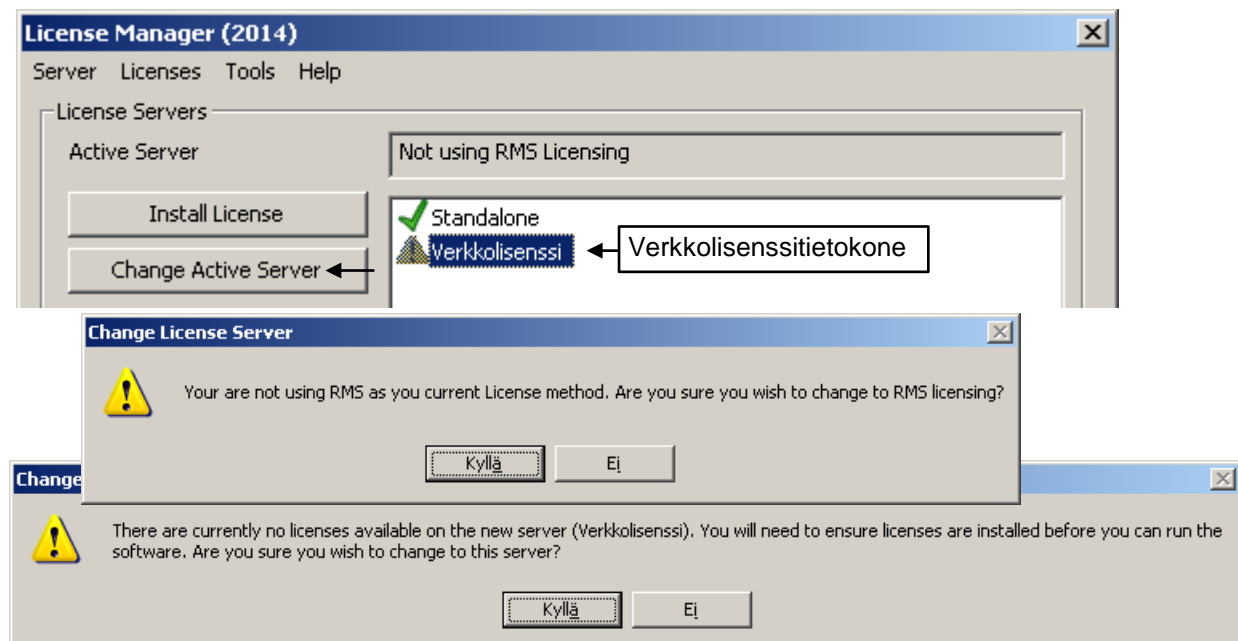 License Manager (2014)
Server Licenses Tools Help
License Servers
Active Server
Not using RMS Licensing
Install License
Standalone
Verkkolisenssi
Verkkolisenssitietokone
Change Active Server
Change License Server
Your are not using RMS as you current License method. Are you sure you wish to change to RMS licensing?
Kyllä
Ei
Change
There are currently no licenses available on the new server (Verkkolisenssi). You will need to ensure licenses are installed before you can run the
software. Are you sure you wish to change to this server?
Kyllä
Ei